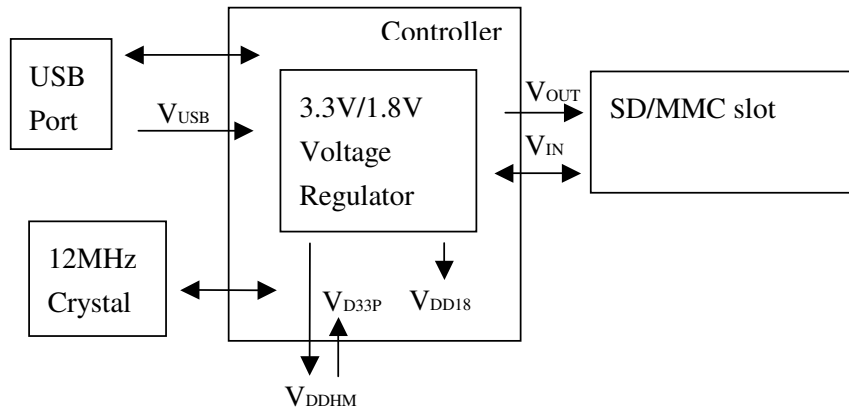 Controller
USB
Port
VUSB
3.3V/1.8V
Voltage
Regulator
VOUT
VIN
SD/MMC slot
12MHz
Crystal
VD33P
VDD18
VDDHM